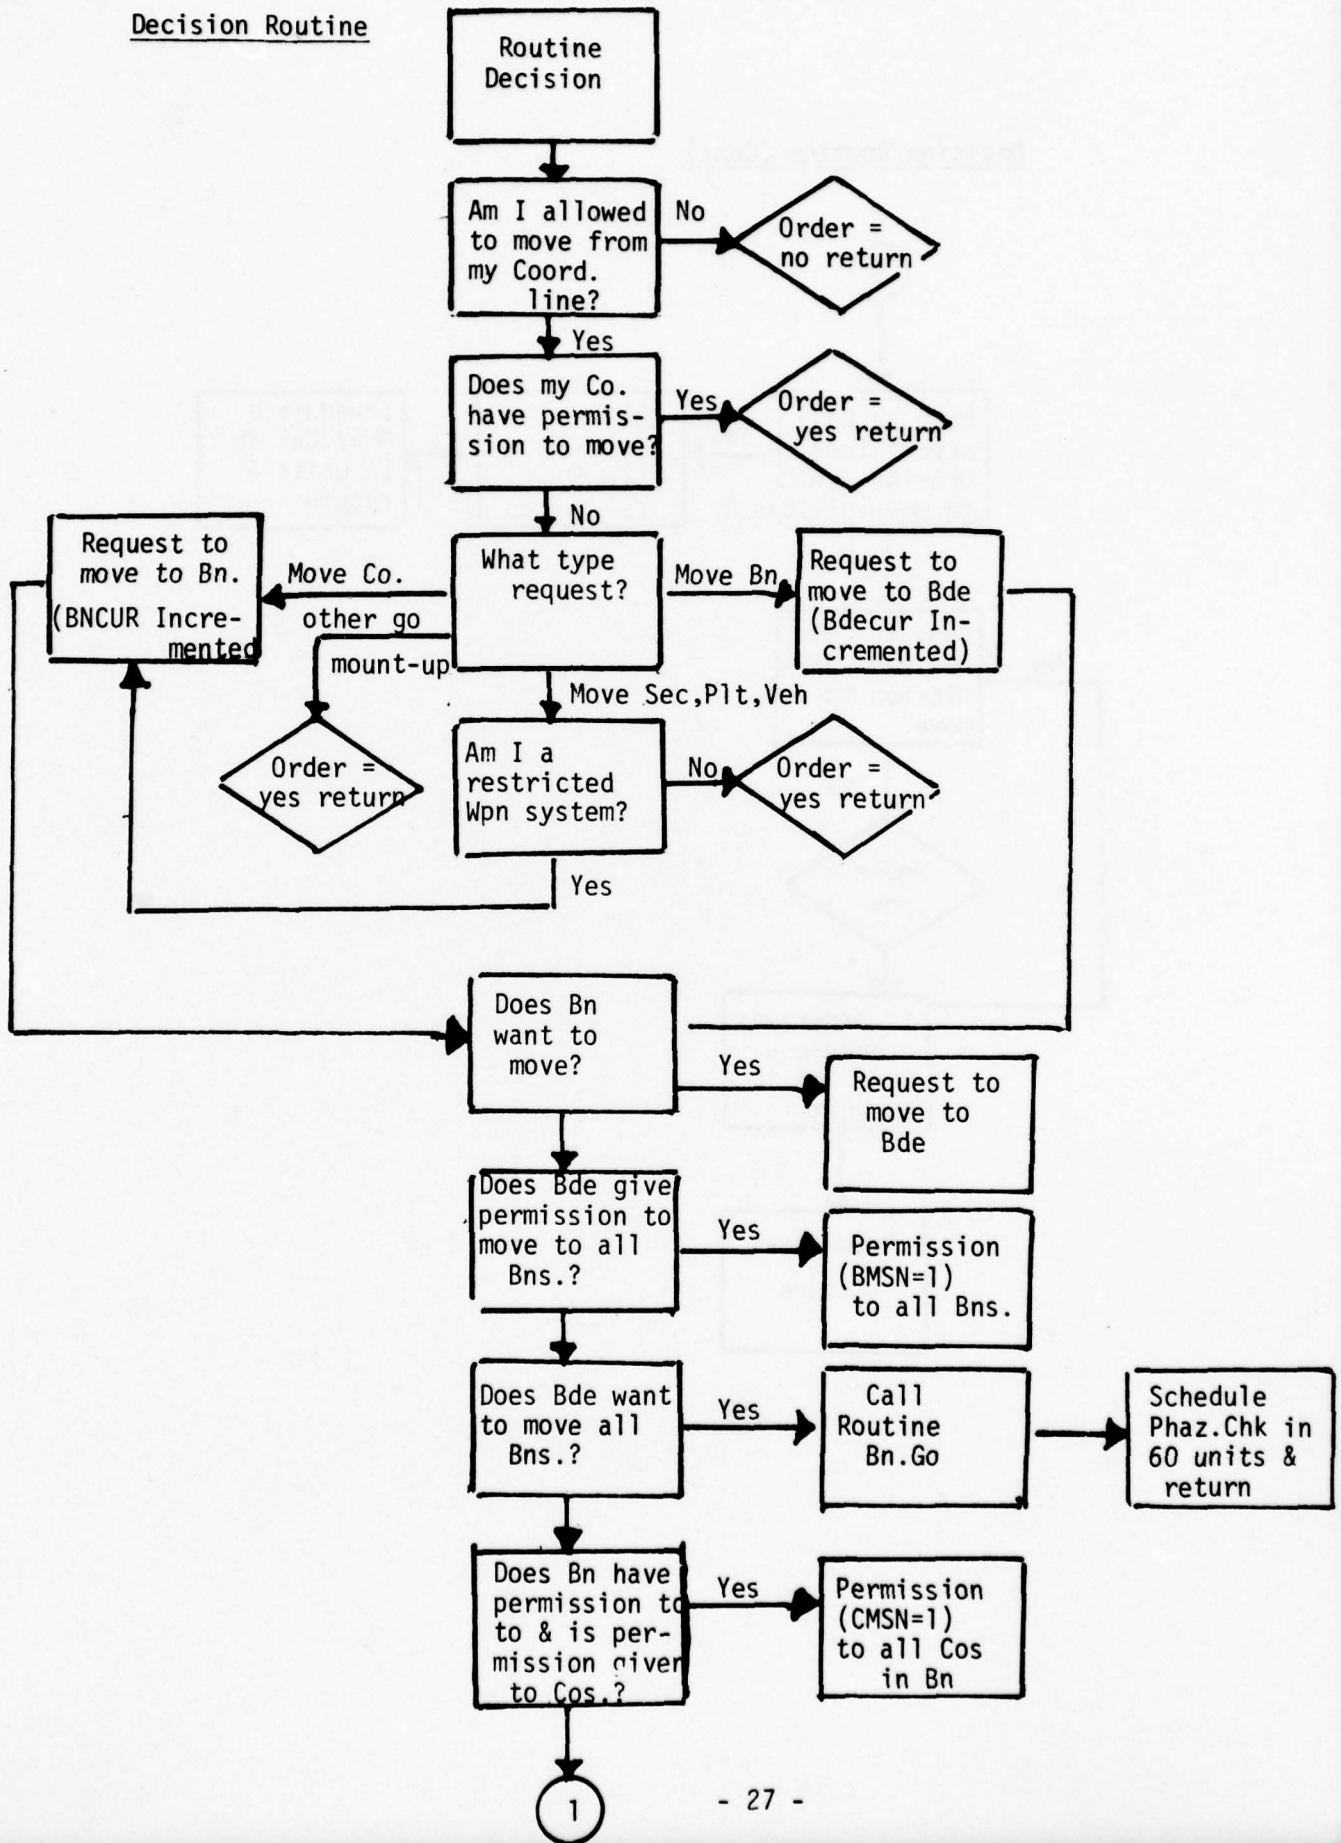 Decision Routine
Routine
Decision
Am I allowed
to move from
my Coord.
line?
No
Order =
no return
Yes
Does my Co.
have permis-
sion to move?
Yes
Order =
yes return
No
Request to
move to Bn.
(BNCUR Incre-
mented
Move Co.
other go
mount-up
What type
request?
Move Bn
Request to
move to Bde
(Bdecur In-
cremented)
Move Sec,Plt,Veh
Order =
yes return
Am I a
restricted
Wpn system?
No
Order =
yes return
Yes
Does Bn
want to
move?
Yes
Request to
move to
Bde
Does Bde give
permission to
move to all
Bns.?
Yes
Permission
(BMSN=1)
to all Bns.
Does Bde want
to move all
Bns.?
Yes
Call
Routine
Bn.Go
Schedule
Phaz.Chk in
60 units &
return
Does Bn have
permission to
to & is per-
mission given
to Cos.?
Yes
Permission
(CMSN=1)
to all Cos
in Bn
1
- 27 -